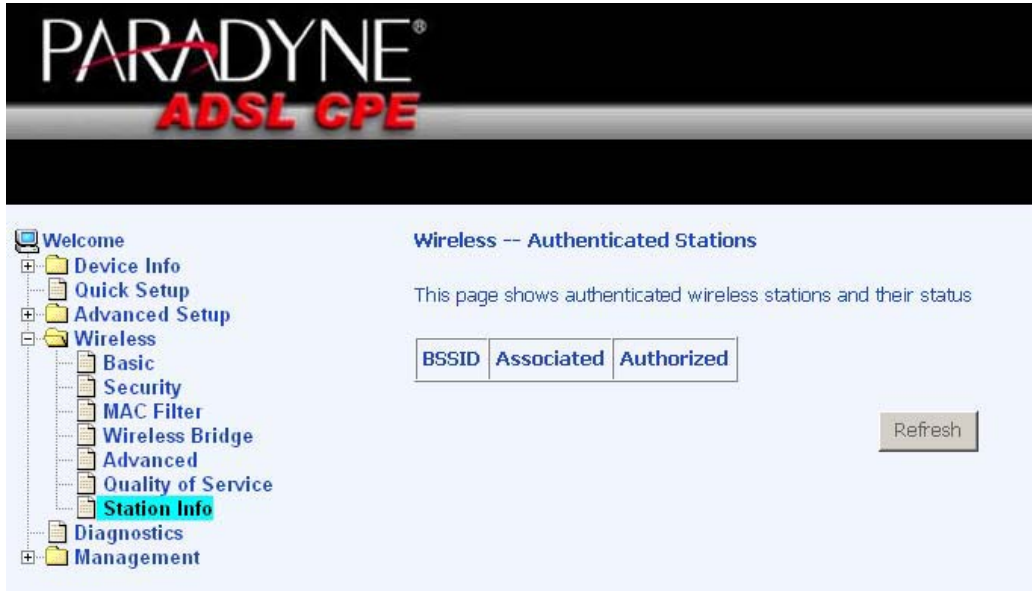 PARADYNE®
ADSL CPE
Welcome
Device Info
Quick Setup
Advanced Setup
Wireless
Basic
Security
MAC Filter
Wireless Bridge
Advanced
Quality of Service
Station Info
Diagnostics
Management
Wireless -- Authenticated Stations
This page shows authenticated wireless stations and their status
BSSID Associated Authorized
Refresh